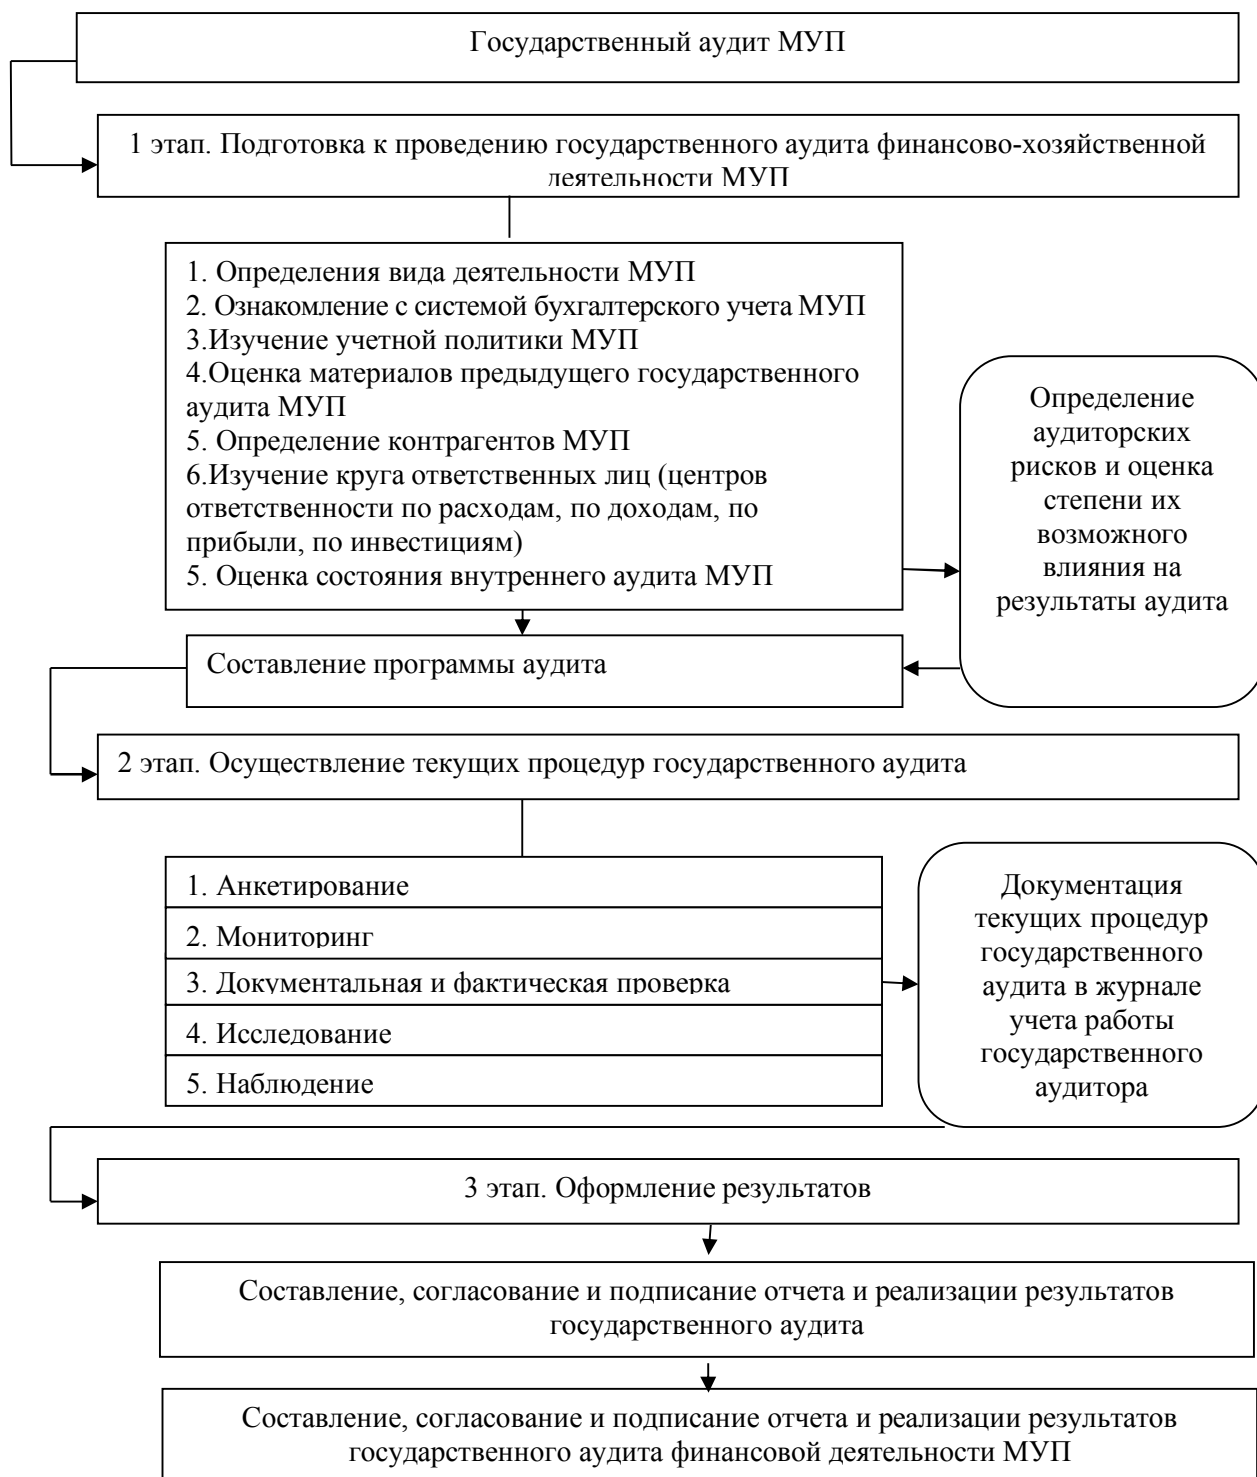 Государственный аудит МУП
1 этап. Подготовка к проведению государственного аудита финансово-хозяйственной
деятельности МУП
1. Определения вида деятельности МУП
2. Ознакомление с системой бухгалтерского учета МУП
3.Изучение учетной политики МУП
4.Оценка материалов предыдущего государственного
аудита МУП
5. Определение контрагентов МУП
6.Изучение круга ответственных лиц (центров
ответственности по расходам, по доходам, по
прибыли, по инвестициям)
5. Оценка состояния внутреннего аудита МУП
Определение
аудиторских
рисков и оценка
степени их
возможного
влияния на
результаты аудита
Составление программы аудита
2 этап. Осуществление текущих процедур государственного аудита
1. Анкетирование
2. Мониторинг
3. Документальная и фактическая проверка
4. Исследование
5. Наблюдение
Документация
текущих процедур
государственного
аудита в журнале
учета работы
государственного
аудитора
3 этап. Оформление результатов
Составление, согласование и подписание отчета и реализации результатов
государственного аудита
Составление, согласование и подписание отчета и реализации результатов
государственного аудита финансовой деятельности МУП